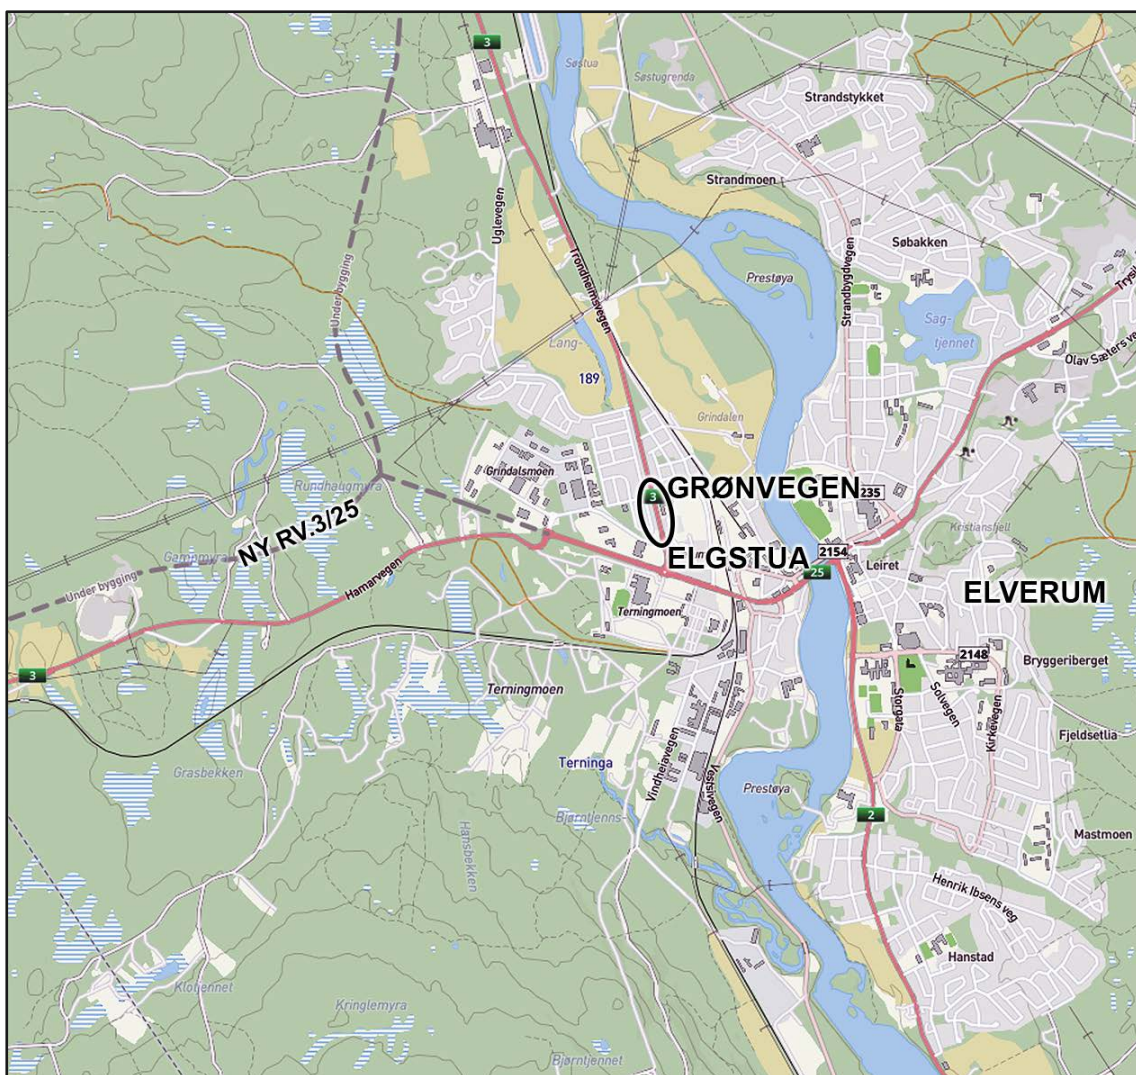 3
Søstua
Søstugrenda
Strandstykket
Strandmoen
Uglevegen
Trondheimsvegen
Søbakken
Strandbygdvegen
Prestøya
Under bygging
Sag-
tjennet
Olav Sæters ve
Lang-
189
Grindalen
Grindalsmoen
Rundhaugmyra
3
GRØNVEGEN
235
Kristiansfjell
NY RV.3/25
ELGSTUA
2154
25
Leiret
ELVERUM
Under bygging
Hamarvegen
Terningmoen
3
2148
Bryggeriberget
Terningmoen
Storgata
Solvegen
Kirkevegen
Fjeldsetlia
Grasbekken
Terninga
Vindheiavegen
Vestsivegen
Prestøya
Bjørntjenns-
2
Hansbekken
Mastmoen
Henrik Ibsens veg
Hanstad
Klotjennet
Kringlemyra
Bjørntjennet